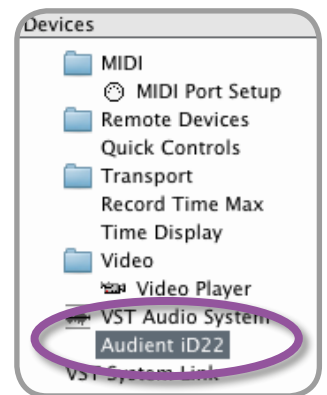 Devices
MIDI
MIDI Port Setup
Remote Devices
Quick Controls
Transport
Record Time Max
Time Display
Video
Video Player
VST Audio System
Audient iD22
VST System Link